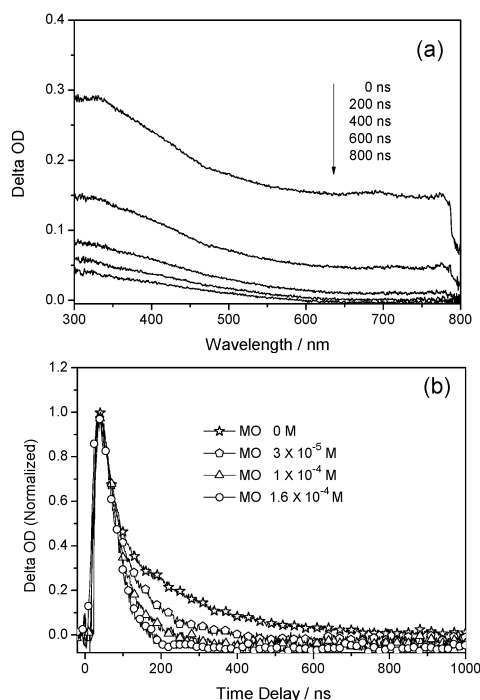 (a)
0.4
0.3
0.2
0.1
0.0
Delta OD
0 ns
200 ns
400 ns
600 ns
800 ns
300 400 500 600 700 800
Wavelength / nm
(b)
1.2
1.0
0.8
0.6
0.4
0.2
0.0
Delta OD (Normalized)
MO 0 M
MO 3 X 10⁻⁵ M
MO 1 X 10⁻⁴ M
MO 1.6 X 10⁻⁴ M
0 200 400 600 800 1000
Time Delay / ns